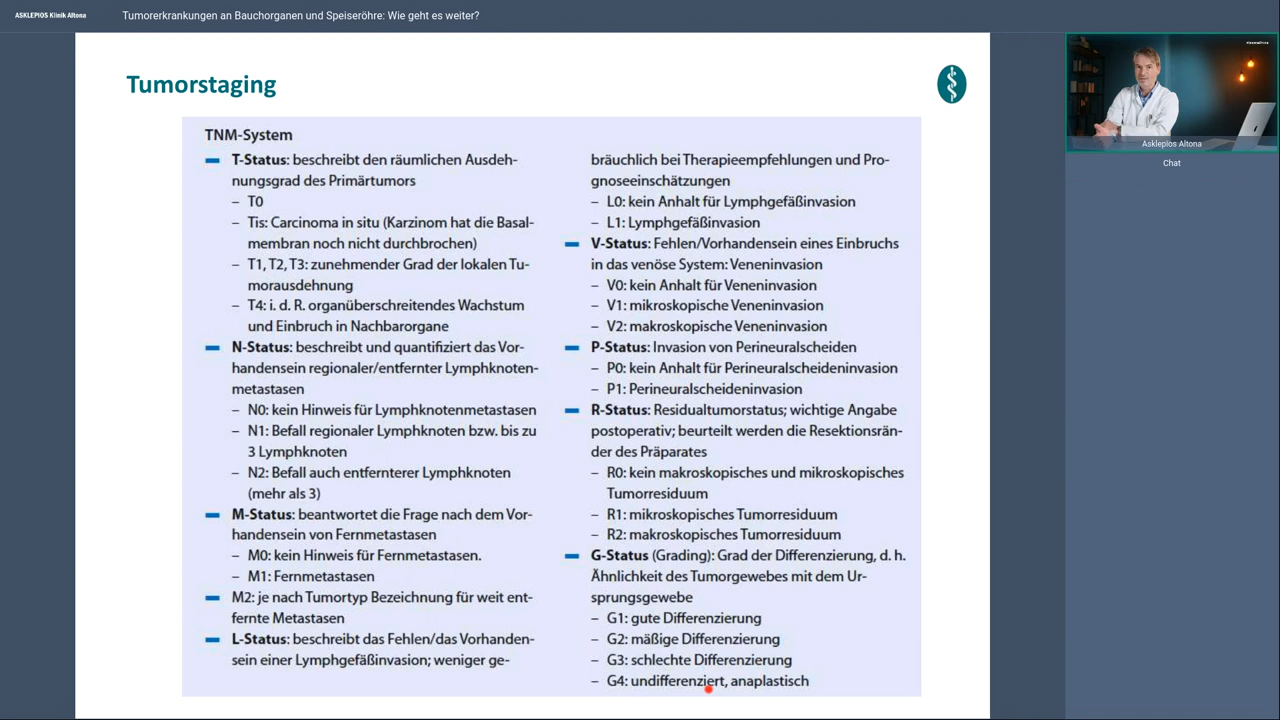 ASKLEPIOS Klinik Altona
Tumorerkrankungen an Bauchorganen und Speiseröhre: Wie geht es weiter?
Tumorstaging
TNM-System
T-Status: beschreibt den räumlichen Ausdeh-
nungsgrad des Primärtumors
– T0
– Tis: Carcinoma in situ (Karzinom hat die Basal-
membran noch nicht durchbrochen)
– T1, T2, T3: zunehmender Grad der lokalen Tu-
morausdehnung
– T4: i. d. R. organüberschreitendes Wachstum
und Einbruch in Nachbarorgane
N-Status: beschreibt und quantifiziert das Vor-
handensein regionaler/entfernter Lymphknoten-
metastasen
– N0: kein Hinweis für Lymphknotenmetastasen
– N1: Befall regionaler Lymphknoten bzw. bis zu
3 Lymphknoten
– N2: Befall auch entfernterer Lymphknoten
(mehr als 3)
M-Status: beantwortet die Frage nach dem Vor-
handensein von Fernmetastasen
– M0: kein Hinweis für Fernmetastasen.
– M1: Fernmetastasen
M2: je nach Tumortyp Bezeichnung für weit ent-
fernte Metastasen
L-Status: beschreibt das Fehlen/das Vorhanden-
sein einer Lymphgefäßinvasion; weniger ge-
bräuchlich bei Therapieempfehlungen und Pro-
gnoseeinschätzungen
– L0: kein Anhalt für Lymphgefäßinvasion
– L1: Lymphgefäßinvasion
V-Status: Fehlen/Vorhandensein eines Einbruchs
in das venöse System: Veneninvasion
– V0: kein Anhalt für Veneninvasion
– V1: mikroskopische Veneninvasion
– V2: makroskopische Veneninvasion
P-Status: Invasion von Perineuralscheiden
– P0: kein Anhalt für Perineuralscheideninvasion
– P1: Perineuralscheideninvasion
R-Status: Residualtumorstatus; wichtige Angabe
postoperativ; beurteilt werden die Resektionsrän-
der des Präparates
– R0: kein makroskopisches und mikroskopisches
Tumorresiduum
– R1: mikroskopisches Tumorresiduum
– R2: makroskopisches Tumorresiduum
G-Status (Grading): Grad der Differenzierung, d. h.
Ähnlichkeit des Tumorgewebes mit dem Ur-
sprungsgewebe
– G1: gute Differenzierung
– G2: mäßige Differenzierung
– G3: schlechte Differenzierung
– G4: undifferenziert, anaplastisch
Asklepios Altona
Chat